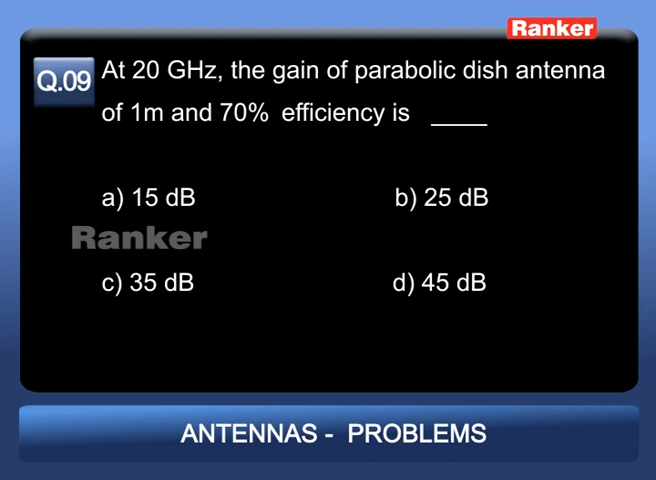 Ranker
Q.09 At 20 GHz, the gain of parabolic dish antenna
of 1m and 70% efficiency is ____
a) 15 dB b) 25 dB
Ranker
c) 35 dB d) 45 dB
ANTENNAS - PROBLEMS